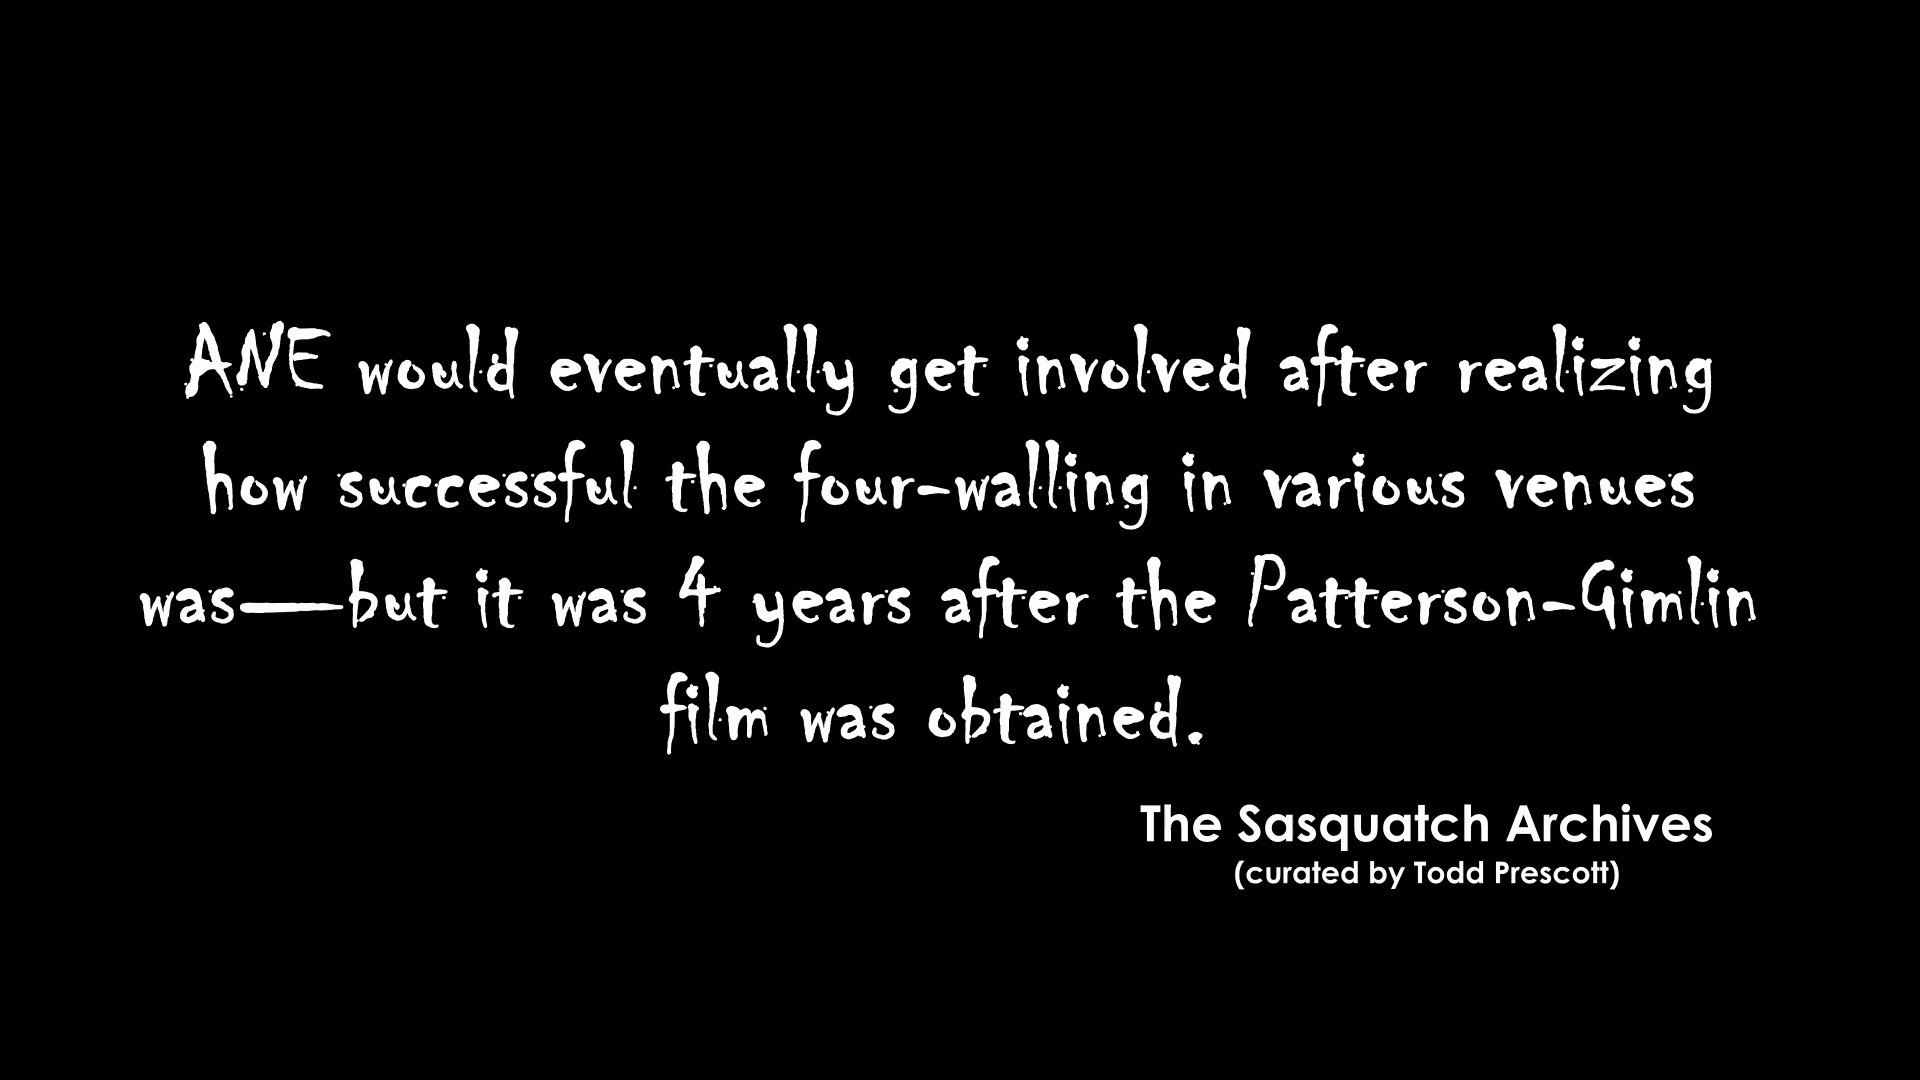 ANE would eventually get involved after realizing
how successful the four-walling in various venues
was—but it was 4 years after the Patterson-Gimlin
film was obtained.
The Sasquatch Archives
(curated by Todd Prescott)